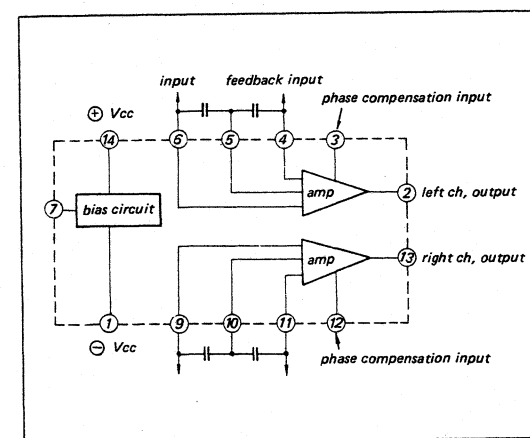 input feedback input
phase compensation input
⊕ Vcc
14 6 5 4 3
amp
2 left ch, output
7 bias circuit
amp
13 right ch, output
1 9 10 11 12
⊖ Vcc
phase compensation input